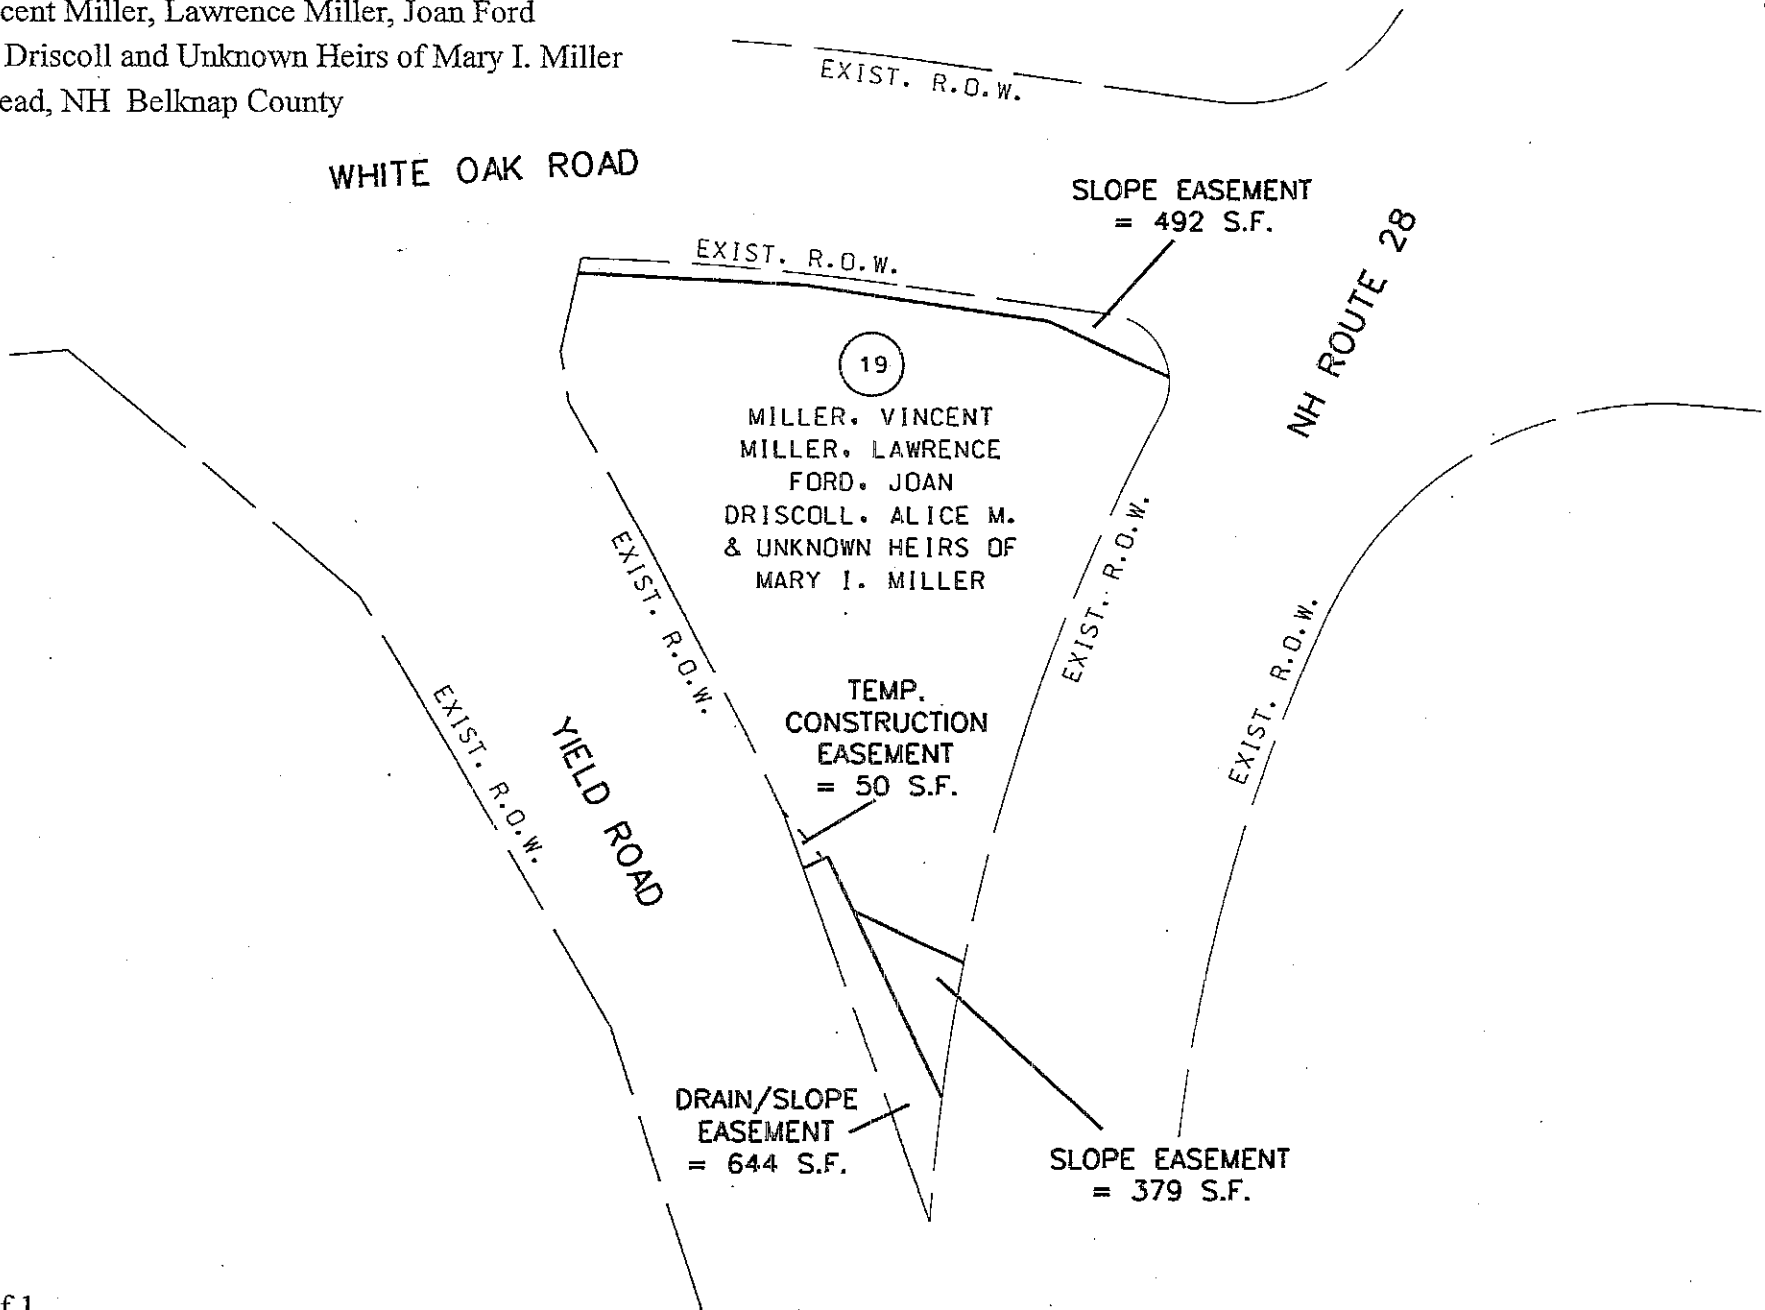 cent Miller, Lawrence Miller, Joan Ford
Driscoll and Unknown Heirs of Mary I. Miller
ead, NH Belknap County
EXIST. R.O.W.
WHITE OAK ROAD
SLOPE EASEMENT
= 492 S.F.
EXIST. R.O.W.
NH ROUTE 28
19
MILLER. VINCENT
MILLER. LAWRENCE
FORD. JOAN
DRISCOLL. ALICE M.
& UNKNOWN HEIRS OF
MARY I. MILLER
EXIST. R.O.W.
EXIST. R.O.W.
EXIST. R.O.W.
EXIST. R.O.W.
YIELD ROAD
TEMP.
CONSTRUCTION
EASEMENT
= 50 S.F.
DRAIN/SLOPE
EASEMENT
= 644 S.F.
SLOPE EASEMENT
= 379 S.F.
f 1